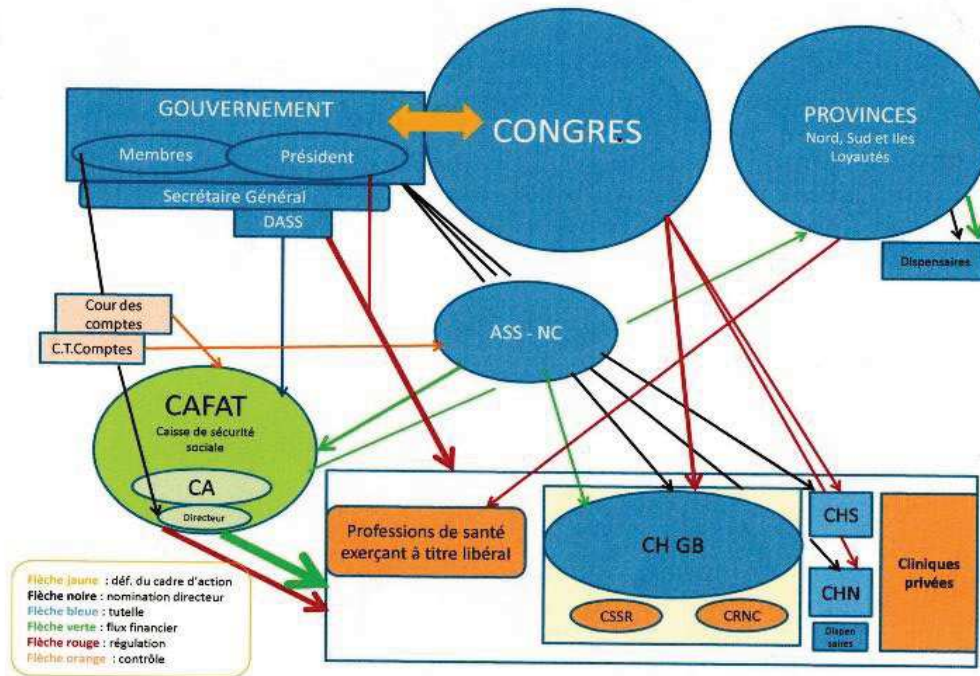 GOUVERNEMENT
Membres
Président
Secrétaire Général
DASS
CONGRES
PROVINCES
Nord, Sud et Iles
Loyautés
Dispensaires
Cour des
comptes
C.T.Comptes
ASS - NC
CAFAT
Caisse de sécurité
sociale
CA
Directeur
Professions de santé
exerçant à titre libéral
CH GB
CSSR
CRNC
CHS
CHN
Dispen
saires
Cliniques
privées
Flèche jaune : déf. du cadre d'action
Flèche noire : nomination directeur
Flèche bleue : tutelle
Flèche verte : flux financier
Flèche rouge : régulation
Flèche orange : contrôle